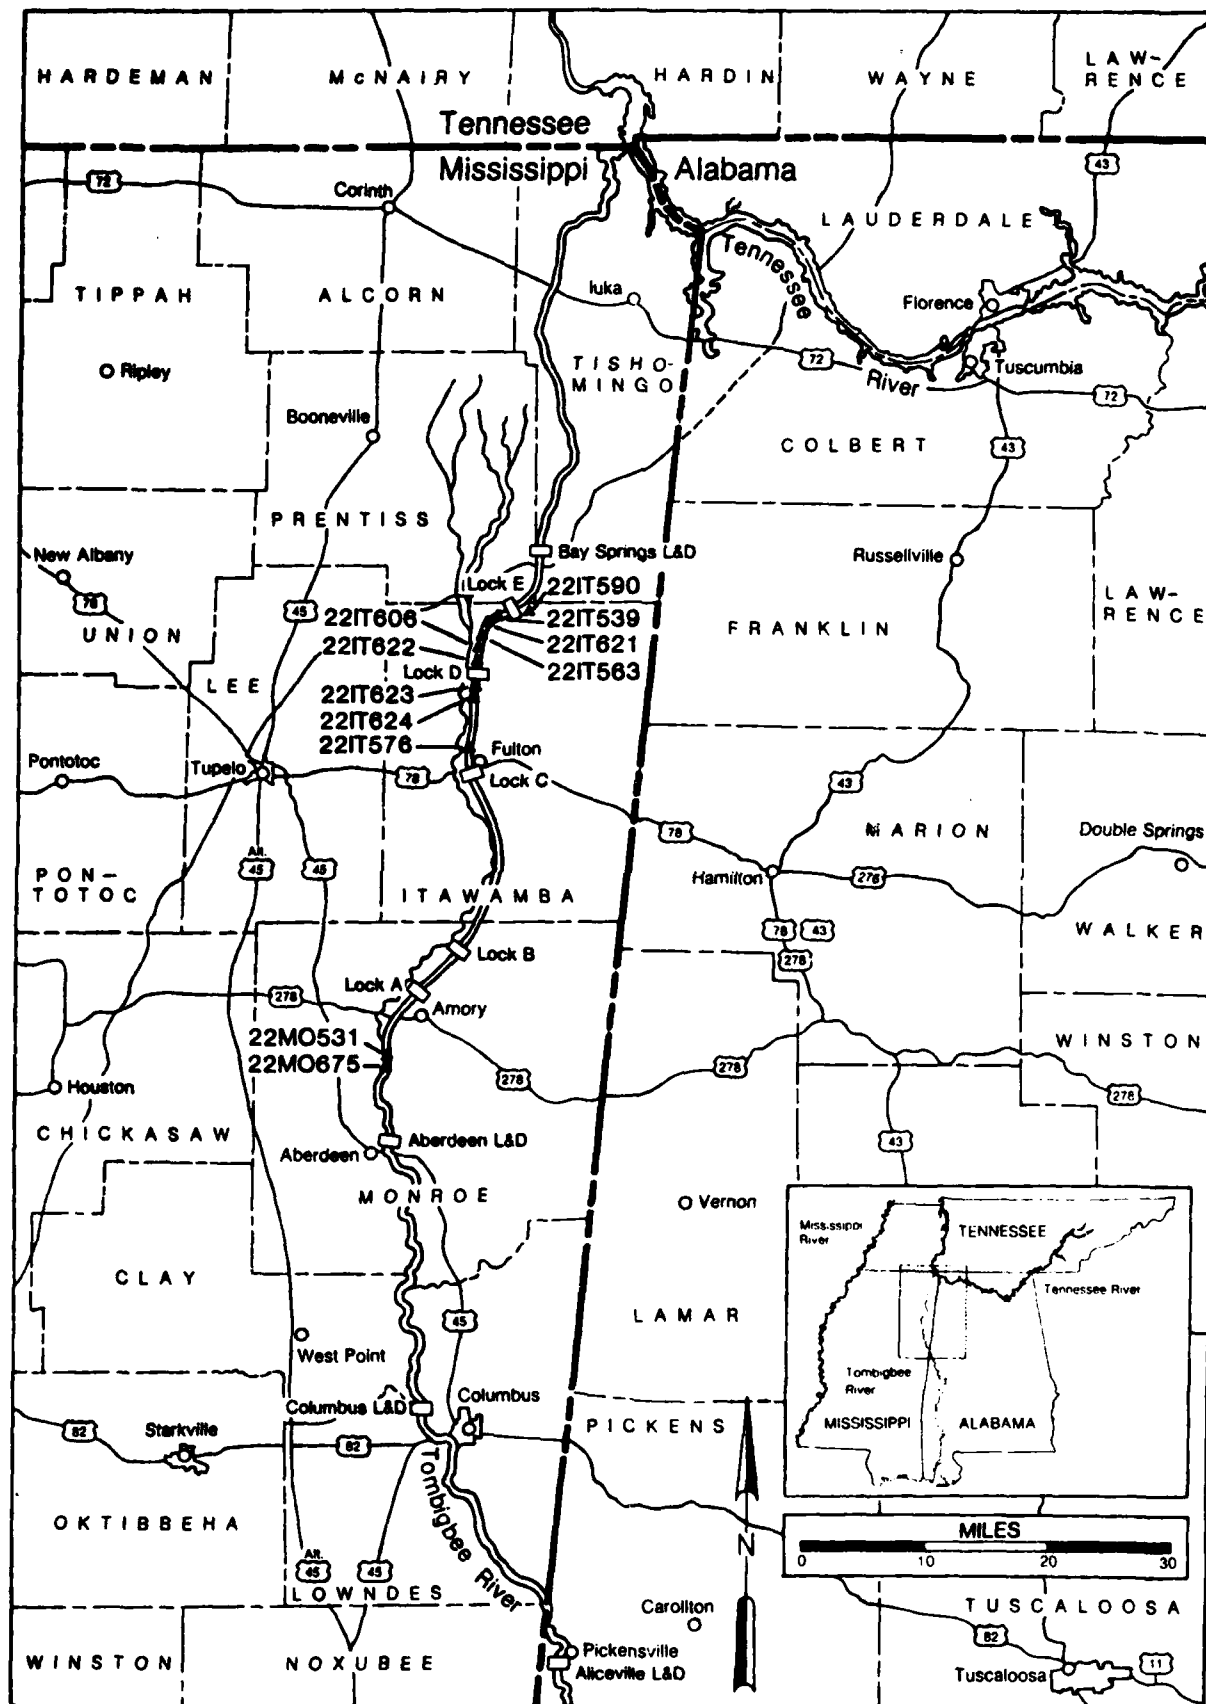 HARDEMAN
McNAIRY
HARDIN
WAYNE
LAW-
RENCE
Tennessee
Mississippi
Alabama
43
72
Corinth
LAUDERDALE
Tennessee
River
TIPPAH
ALCORN
Iuka
Florence
Ripley
TISHO-
MINGO
72
Tuscumbia
72
Booneville
COLBERT
43
PRENTISS
New Albany
Bay Springs L&D
Russellville
78
45
Lock E
22IT590
LAW-
RENCE
UNION
22IT606
22IT539
FRANKLIN
22IT622
22IT621
LEE
Lock D
22IT563
22IT623
22IT624
22IT576
Fulton
Pontotoc
Tupelo
78
Lock C
43
78
MARION
Double Springs
Alt.
45
45
PON-
TOTOC
ITAWAMBA
Hamilton
278
78
43
WALKER
Lock B
278
Lock A
278
Amory
22MO531
WINSTON
22MO675
278
278
278
Houston
CHICKASAW
Aberdeen L&D
43
Aberdeen
MONROE
Vernon
Mississippi
River
TENNESSEE
CLAY
Tennessee River
LAMAR
45
West Point
Tombigbee
River
Columbus L&D
Columbus
MISSISSIPPI
ALABAMA
PICKENS
82
Starkville
82
Tombigbee
River
OKTIBBEHA
MILES
0
10
20
30
N
Alt.
45
45
LOWNDES
Carollton
TUSCALOOSA
82
WINSTON
NOXUBEE
Pickensville
Aliceville L&D
Tuscaloosa
11